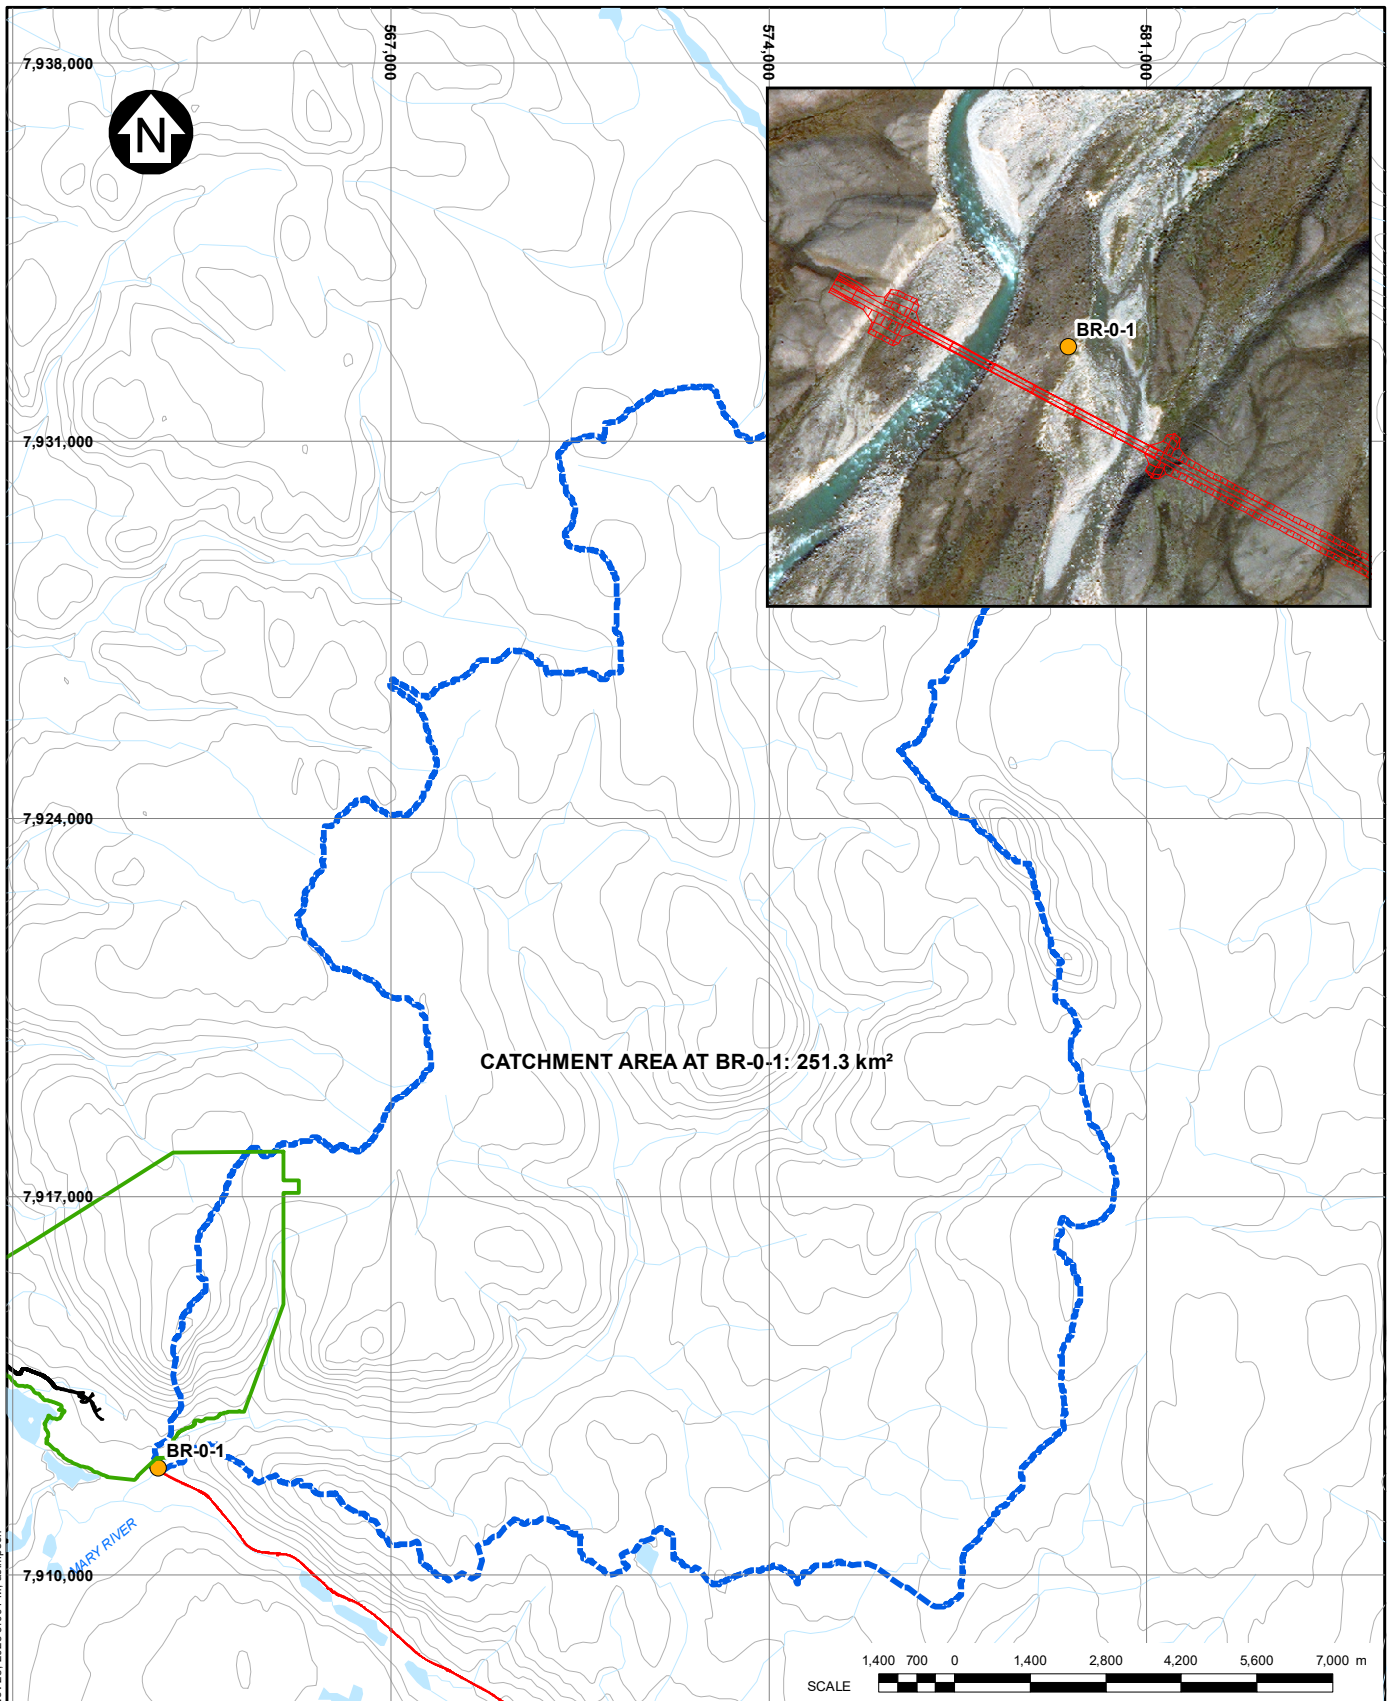 567,000
574,000
581,000
7,938,000
N
BR-0-1
7,931,000
7,924,000
CATCHMENT AREA AT BR-0-1: 251.3 km²
7,917,000
BR-0-1
MARY RIVER
7,910,000
1,400 700 0 1,400 2,800 4,200 5,600 7,000 m
SCALE